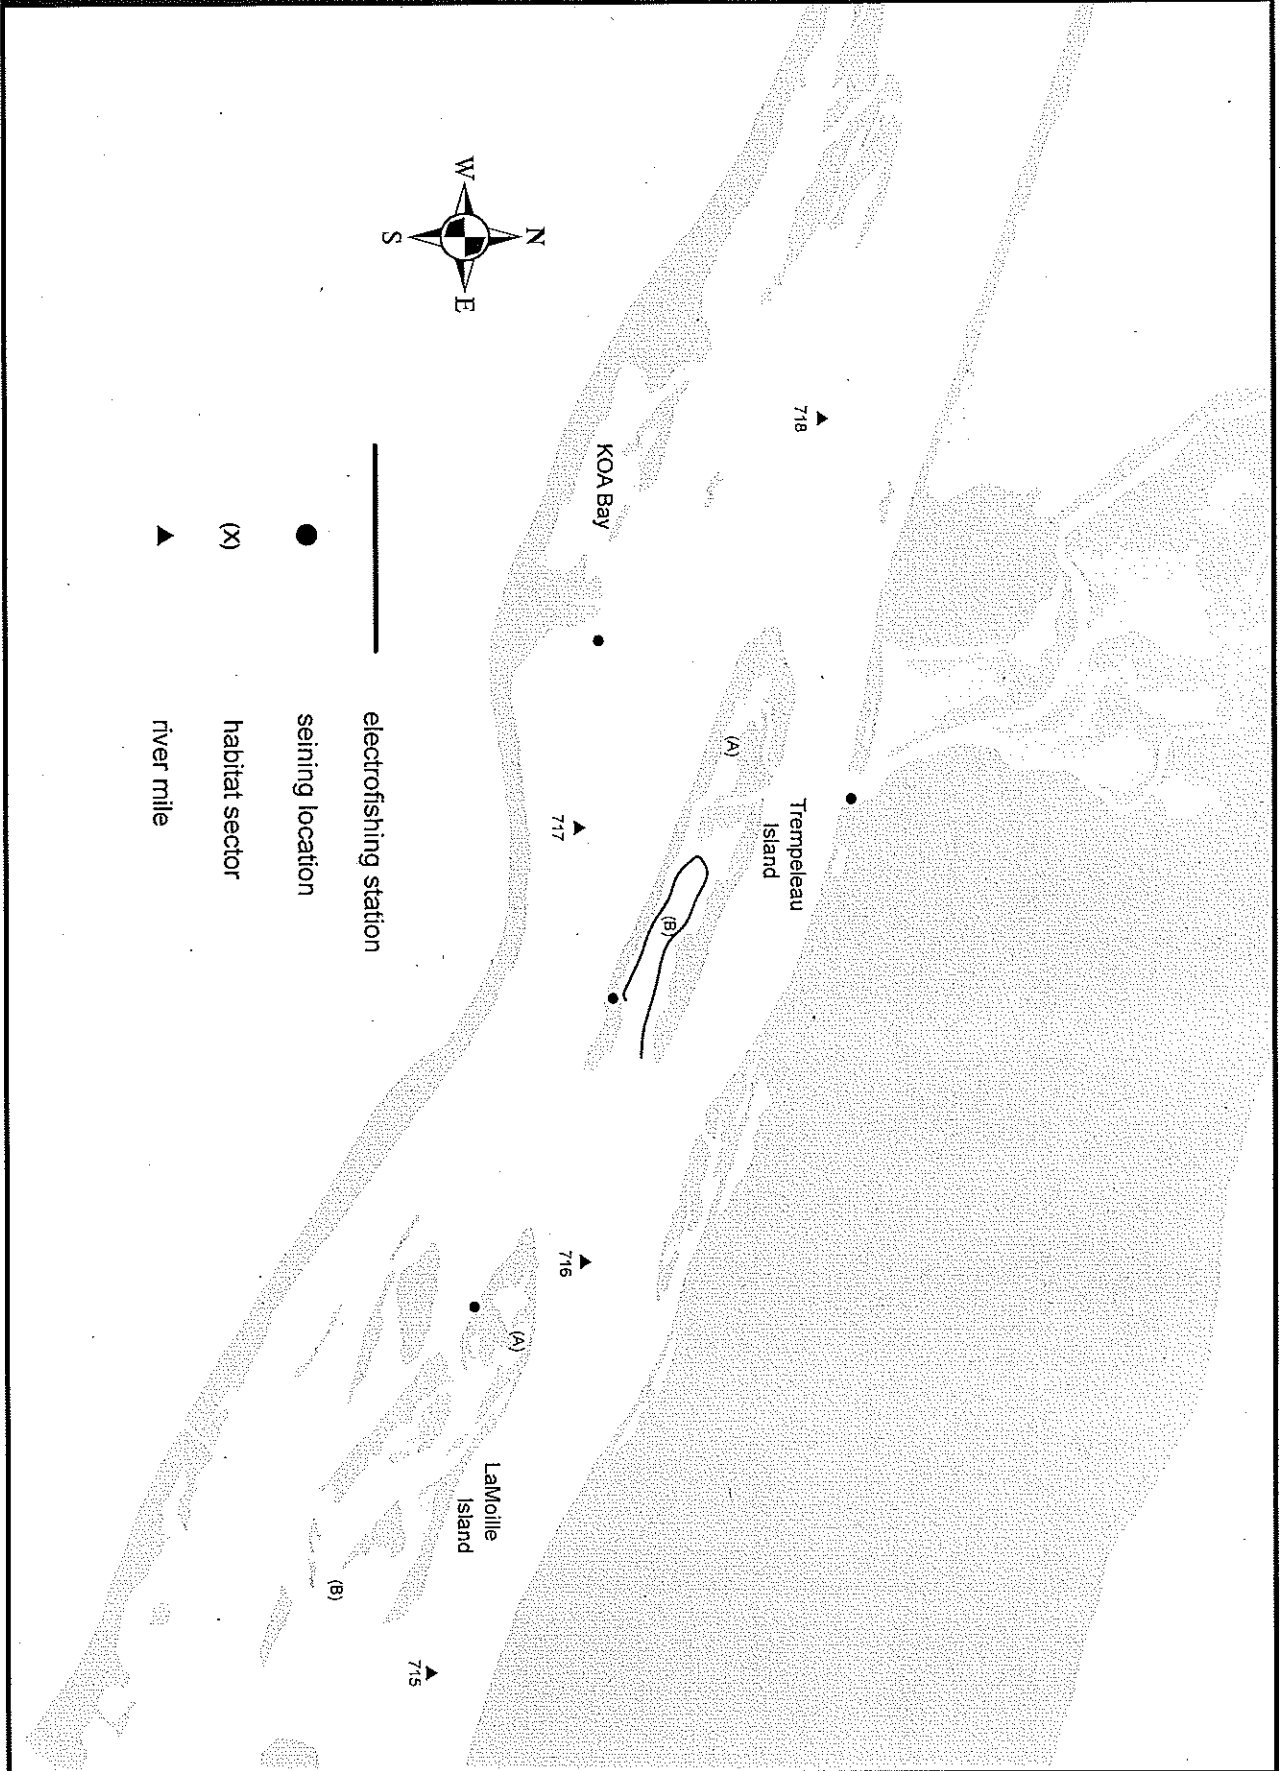 718
KOA Bay
W
N
S
E
(A)
Trempeleau
Island
717
(B)
716
(A)
LaMoille
Island
(B)
715
electrofishing station
seining location
(X)
habitat sector
river mile